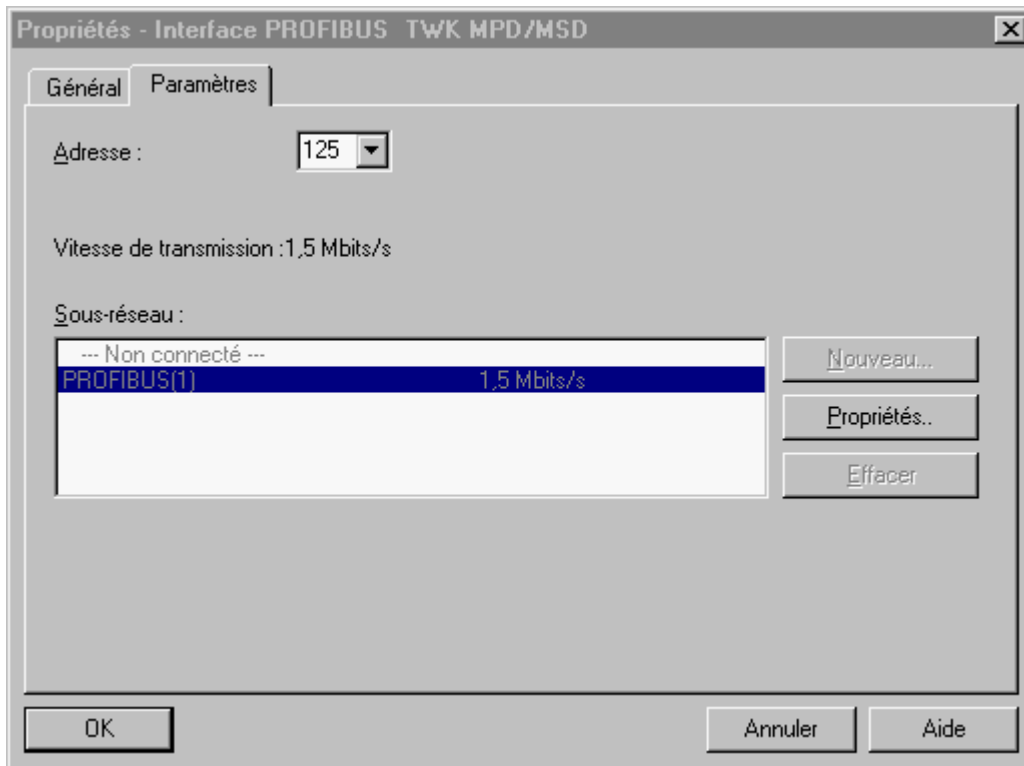 Propriétés - Interface PROFIBUS TWK MPD/MSD
Général Paramètres
Adresse : 125
Vitesse de transmission :1,5 Mbits/s
Sous-réseau :
--- Non connecté ---
PROFIBUS(1) 1,5 Mbits/s
Nouveau...
Propriétés..
Effacer
OK Annuler Aide